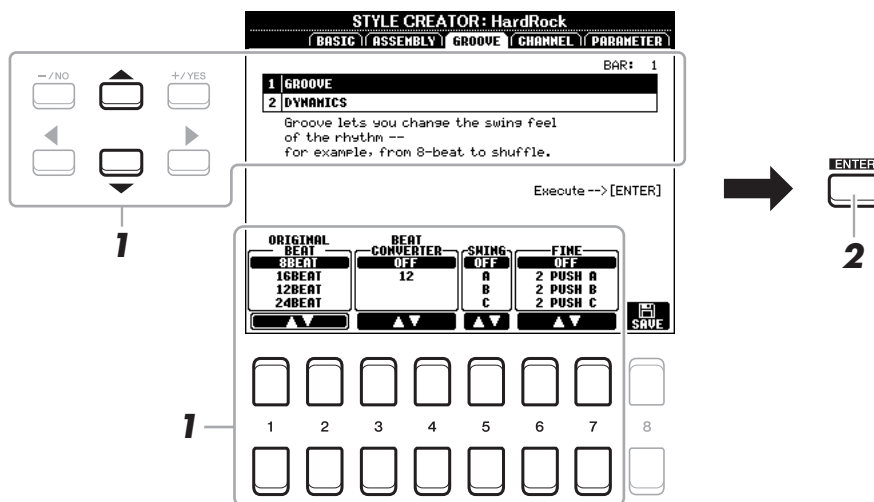 STYLE CREATOR: HardRock
BASIC ASSEMBLY GROOVE CHANNEL PARAMETER
BAR: 1
-/NO +/YES
1 GROOVE
2 DYNAMICS
Groove lets you change the swing feel
of the rhythm --
for example, from 8-beat to shuffle.
Execute-->[ENTER]
ENTER
1
2
ORIGINAL BEAT BEAT CONVERTER SWING FINE
8BEAT OFF OFF OFF
16BEAT 12 A 2 PUSH A
12BEAT B 2 PUSH B
24BEAT C 2 PUSH C
SAVE
1
1 2 3 4 5 6 7 8